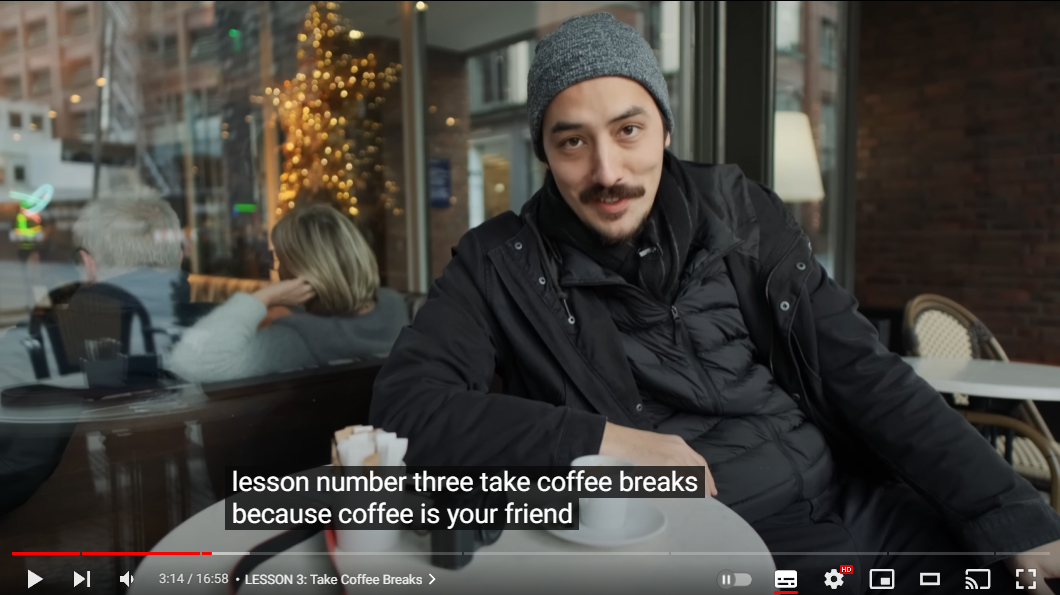 lesson number three take coffee breaks
because coffee is your friend
3:14 / 16:58 • LESSON 3: Take Coffee Breaks
HD